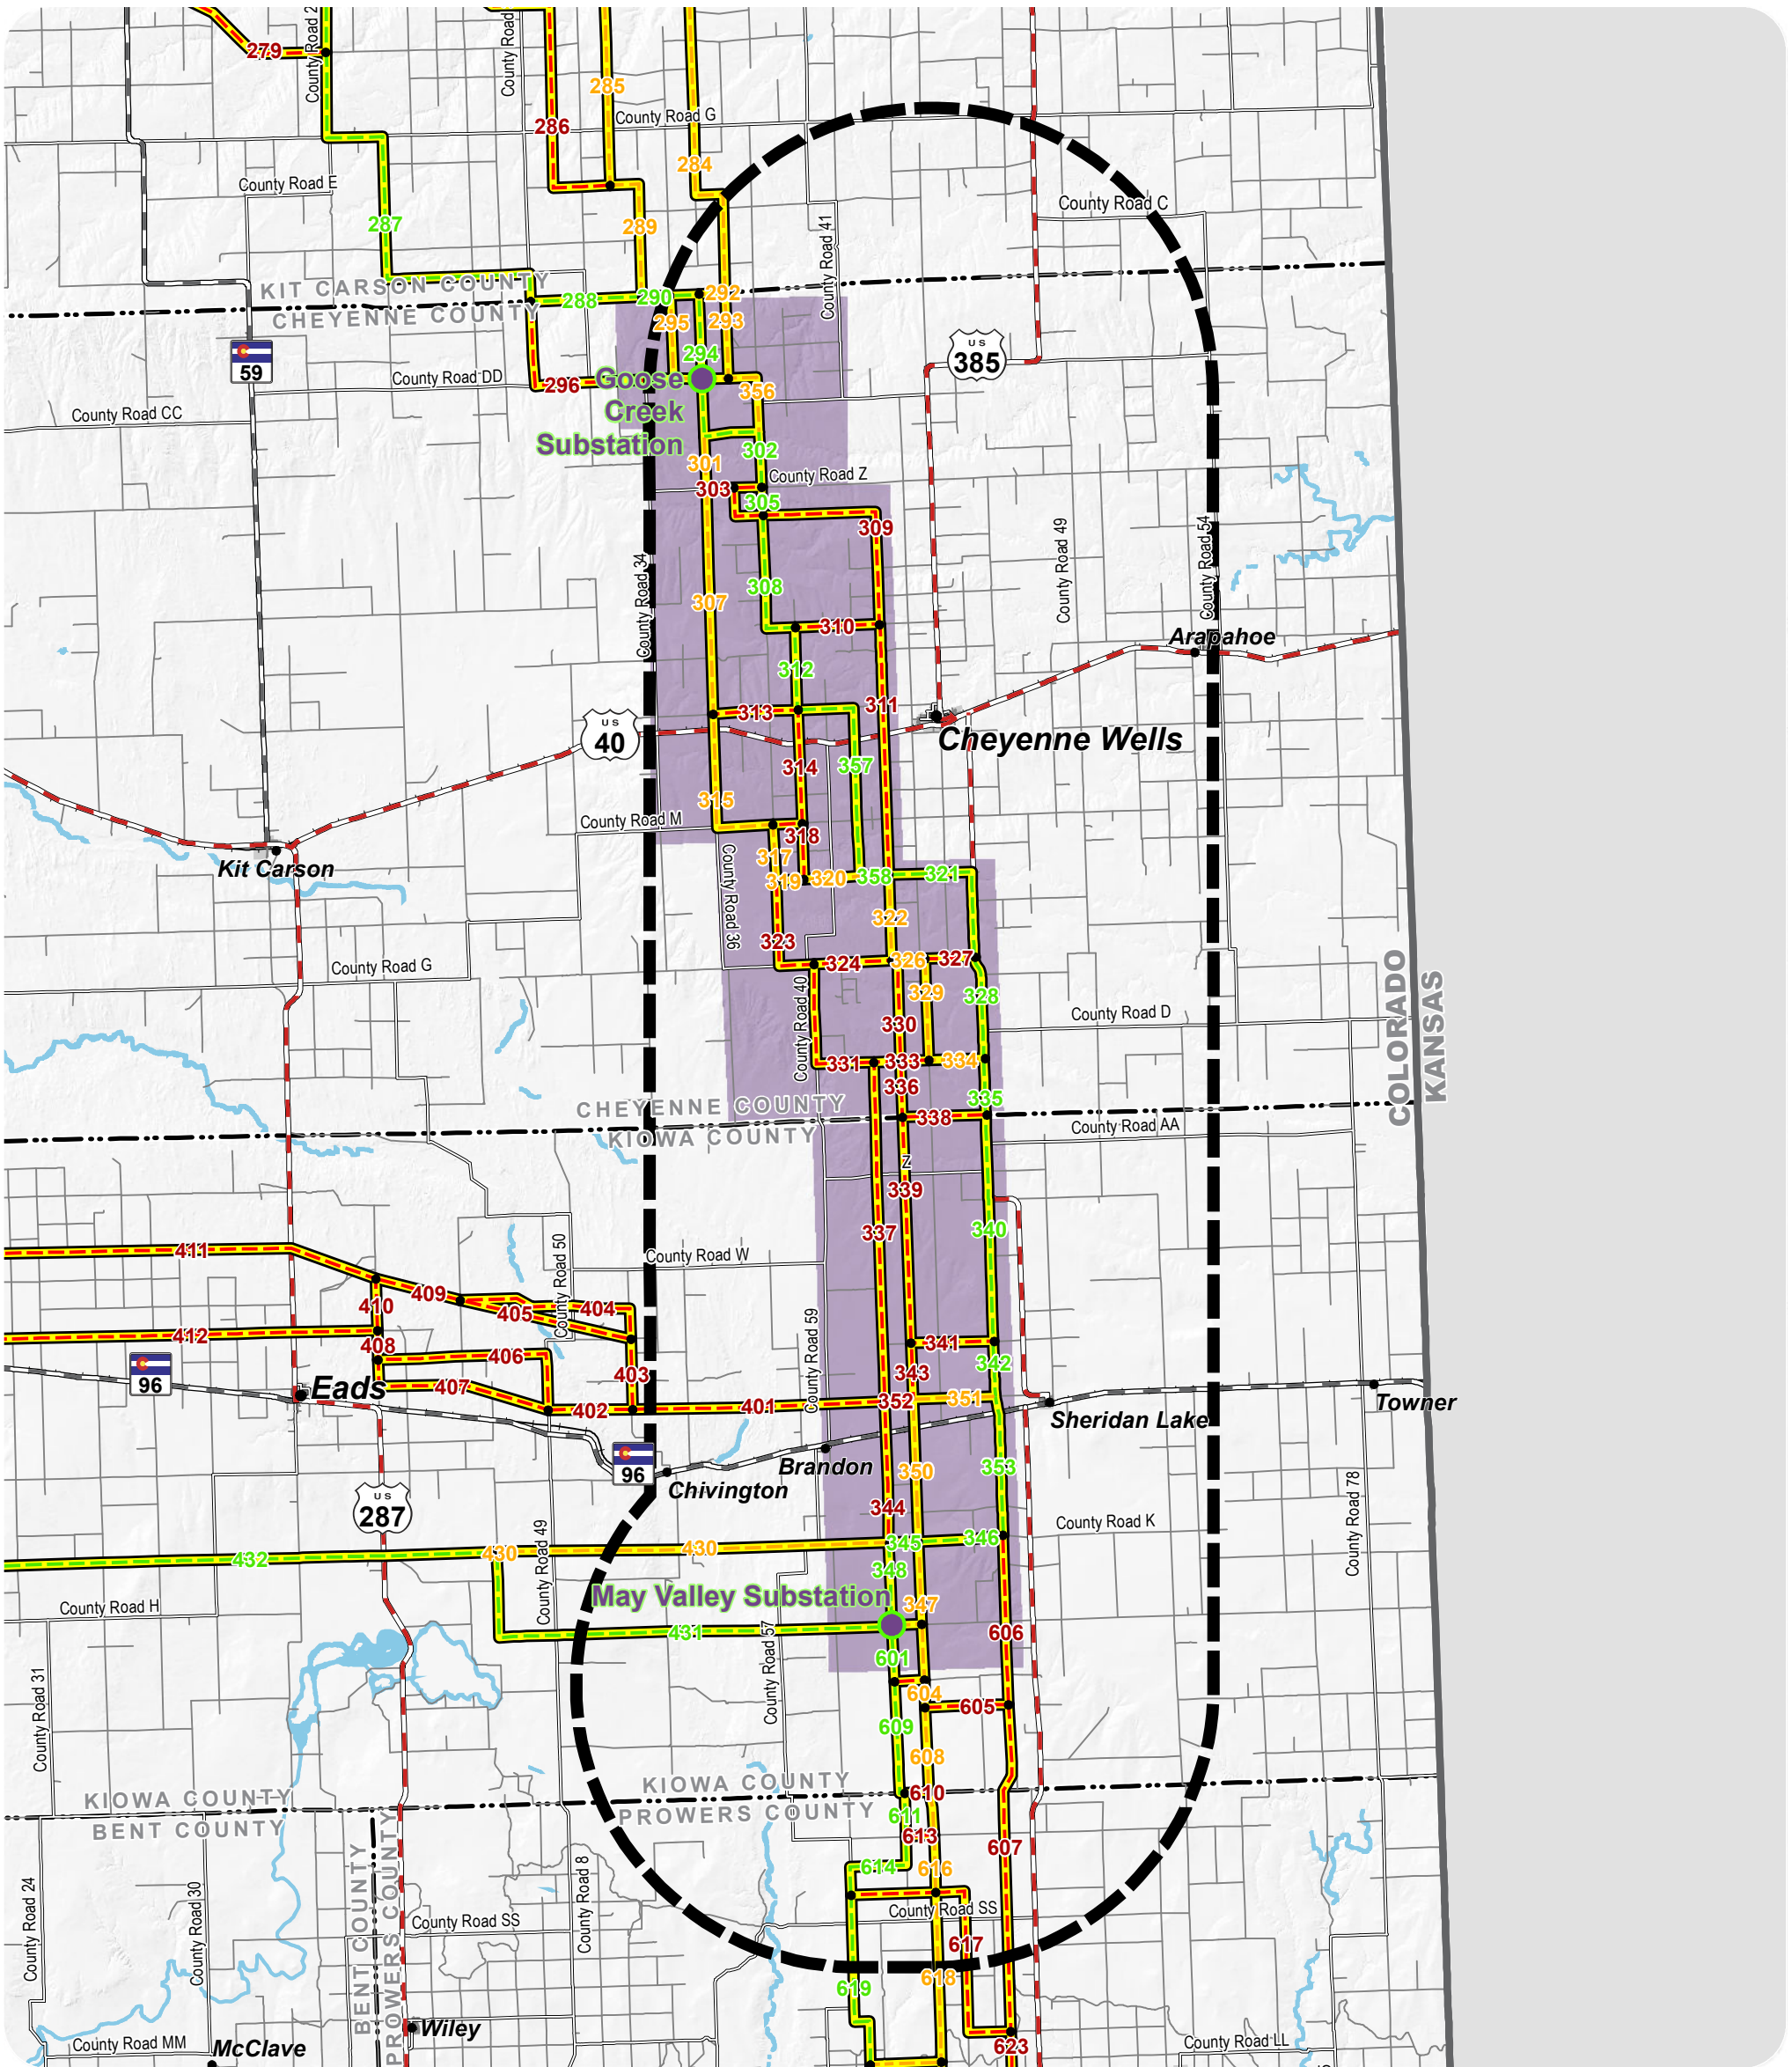 279
County Road 2
County Road
285
286
County Road G
284
County Road E
287
289
County Road 41
County Road C
KIT CARSON COUNTY
CHEYENNE COUNTY
288
290
292
295
293
294
59
US
385
County Road DD
296
Goose
Creek
Substation
356
County Road CC
301
302
303
County Road Z
305
309
County Road 34
County Road 49
County Road 54
307
308
310
Arapahoe
312
311
313
US
40
Cheyenne Wells
314
357
315
County Road M
318
317
Kit Carson
County Road 36
319
320
358
321
322
323
County Road G
324
326
327
County Road 40
329
328
330
County Road D
COLORADO
KANSAS
331
333
334
336
335
CHEYENNE COUNTY
KIOWA COUNTY
338
County Road AA
Z
339
337
340
411
County Road 50
County Road W
409
410
404
405
412
408
406
County Road 59
341
342
343
96
Eads
407
403
402
401
352
351
Sheridan Lake
Towner
Brandon
96
Chivington
350
353
US
287
344
County Road K
County Road 78
County Road 49
432
430
430
345
346
348
May Valley Substation
347
County Road H
431
County Road 57
606
601
County Road 31
604
605
609
608
KIOWA COUNTY
BENT COUNTY
KIOWA COUNTY
PROWERS COUNTY
610
611
613
607
614
616
BENT COUNTY
PROWERS COUNTY
County Road 24
County Road 30
County Road SS
County Road 8
County Road SS
617
618
619
Wiley
County Road MM
McClave
623
County Road LL